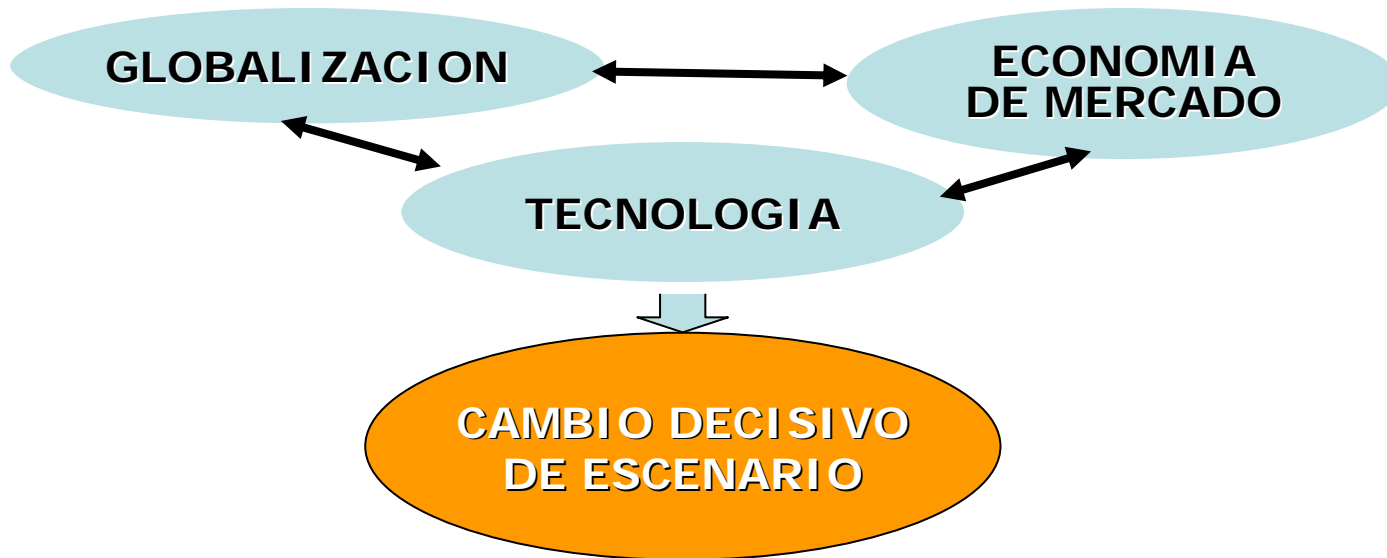 GLOBALIZACION
ECONOMIA
DE MERCADO
TECNOLOGIA
CAMBIO DECISIVO
DE ESCENARIO